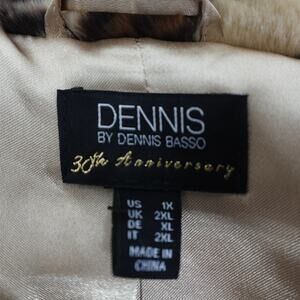 DENNIS
BY DENNIS BASSO
30th Anniversary
US 1X
UK 2XL
DE XL
IT 2XL
MADE IN
CHINA